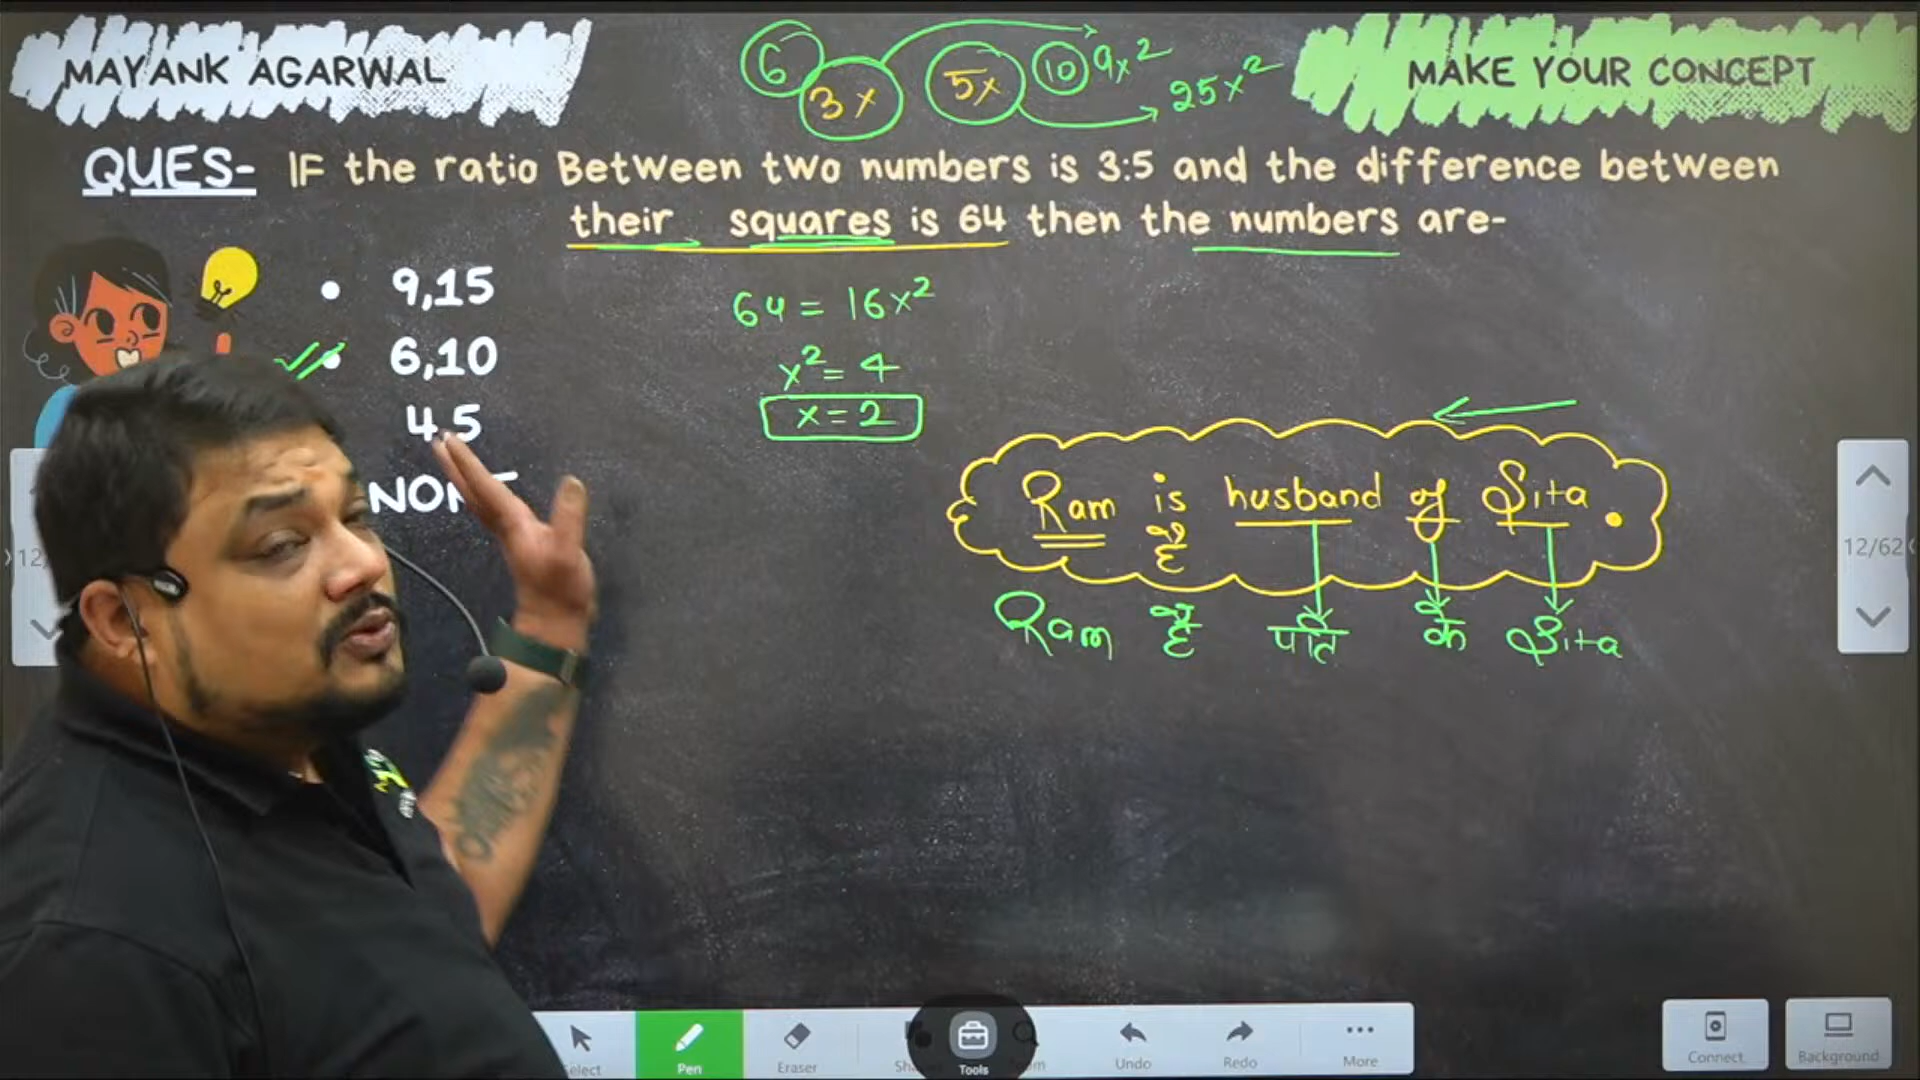 MAYANK AGARWAL
MAKE YOUR CONCEPT
6 3x 5x 10 9x²
25x²
QUES- IF the ratio Between two numbers is 3:5 and the difference between
their squares is 64 then the numbers are-
• 9,15
• 6,10
4,5
64 = 16x²
x² = 4
x = 2
Ram is husband of Sita.
है
Ram है पति के Sita
12/62
Pen
Eraser
Tools
Undo
Redo
More
Connect
Background